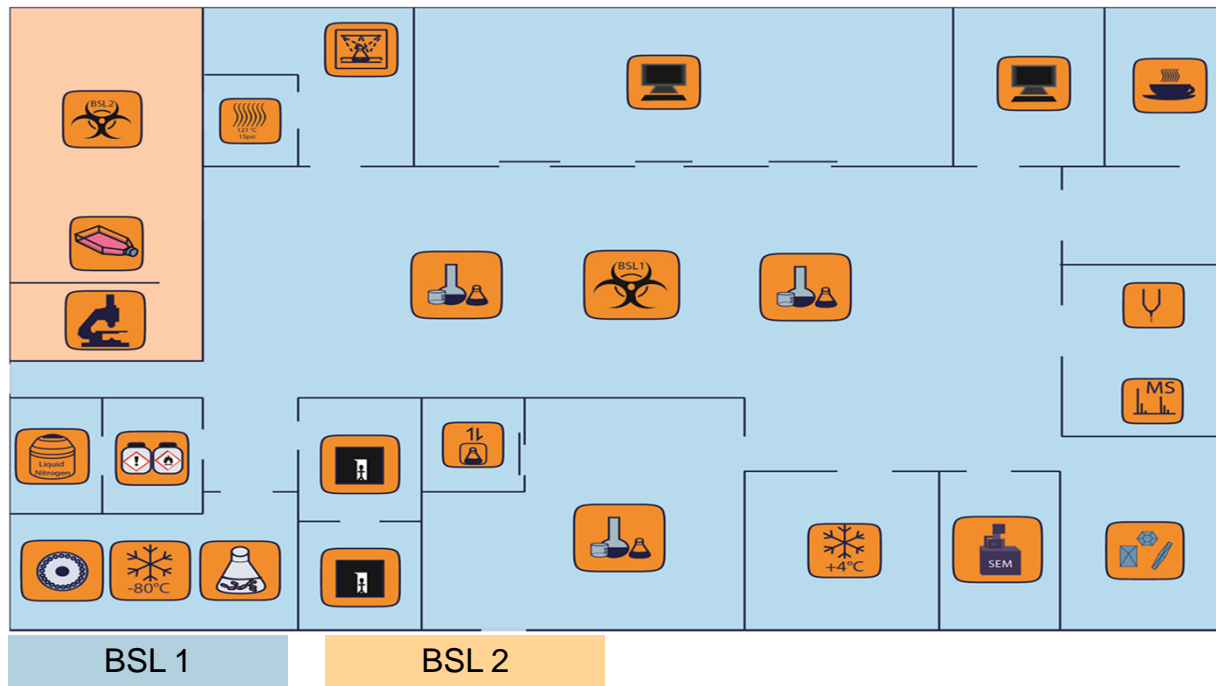 BSL2
121 °C
15psi
BSL1
MS
Liquid
Nitrogen
-80°C
+4°C
SEM
BSL 1
BSL 2